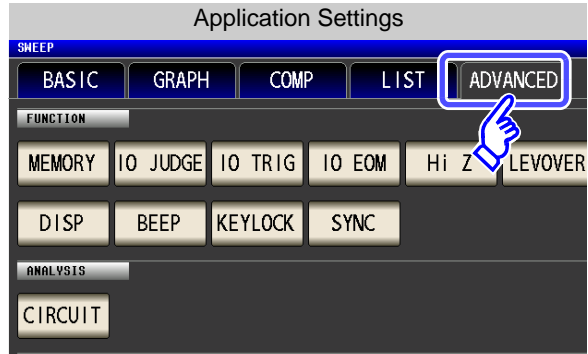 Application Settings
SWEEP
BASIC GRAPH COMP LIST ADVANCED
FUNCTION
MEMORY IO JUDGE IO TRIG IO EOM Hi Z LEVOVER
DISP BEEP KEYLOCK SYNC
ANALYSIS
CIRCUIT